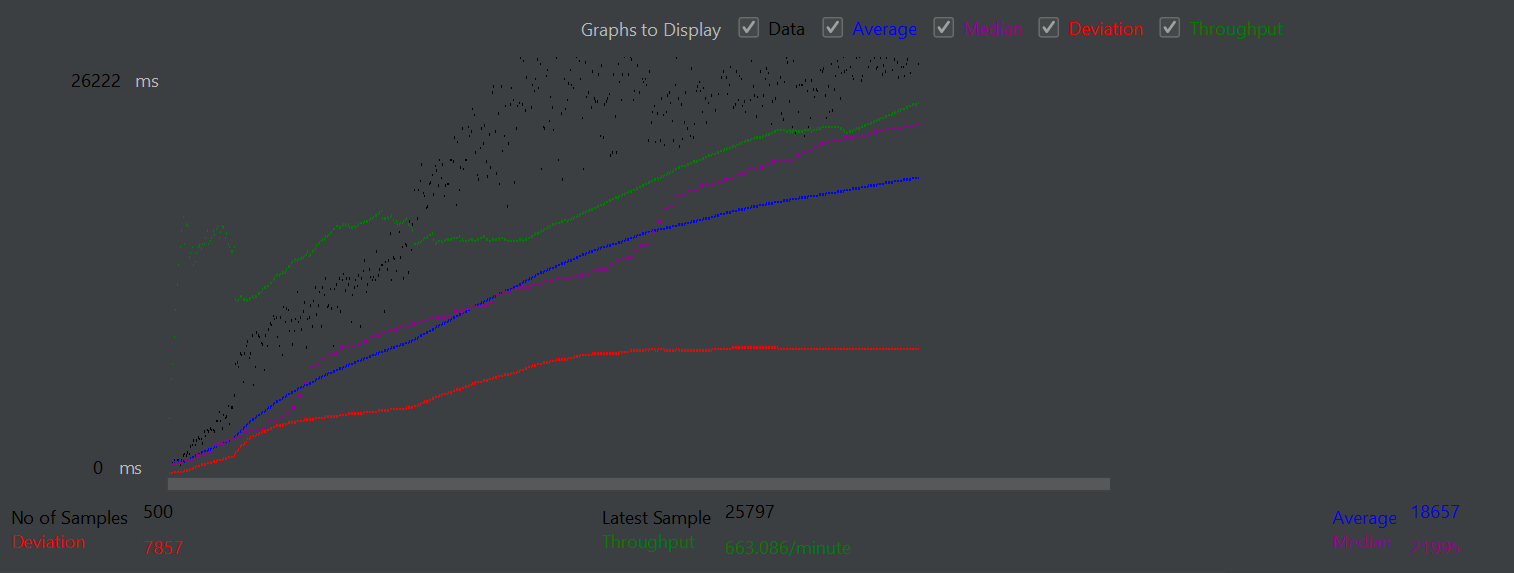 Graphs to Display Data Average Median Deviation Throughput
26222 ms
0 ms
No of Samples 500 Latest Sample 25797 Average 18657
Deviation 7857 Throughput 663.086/minute Median 21995